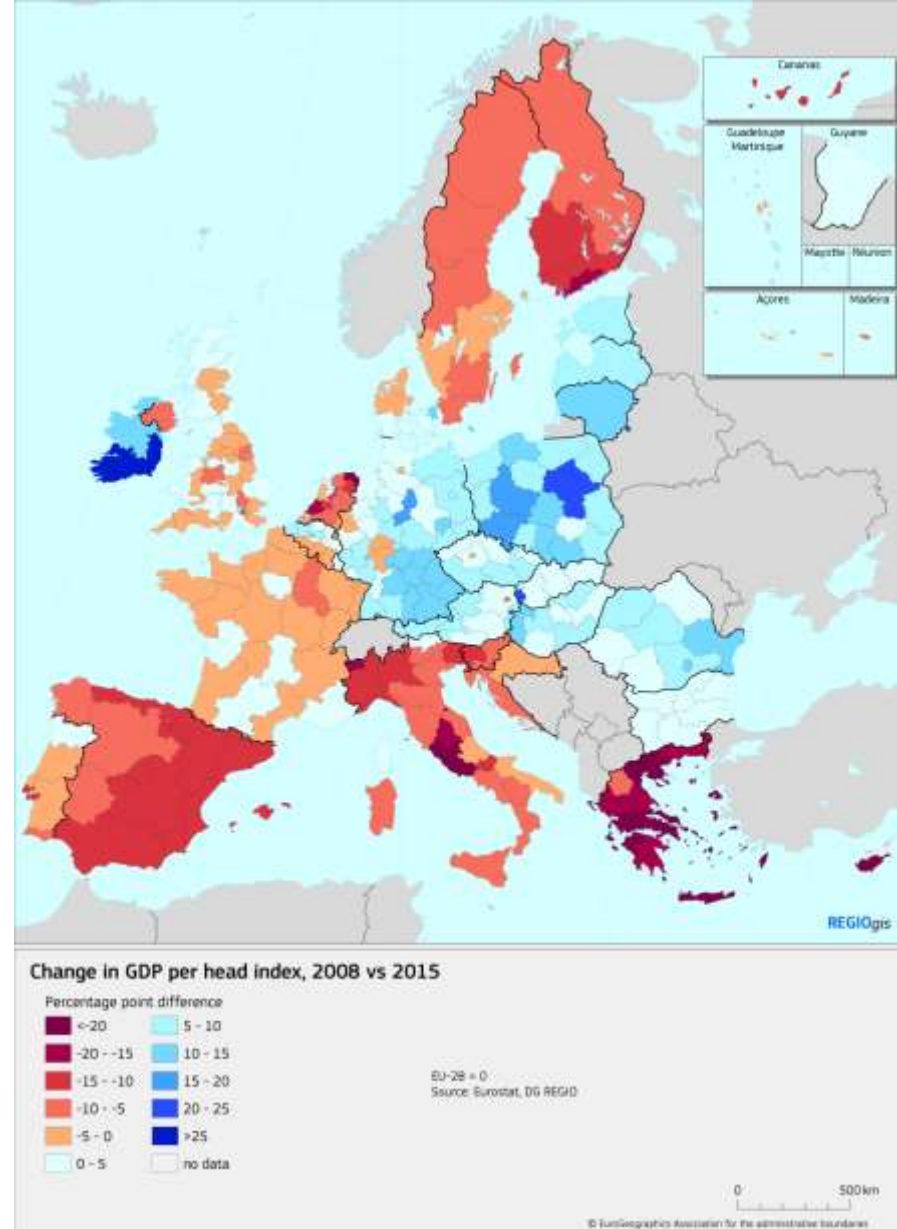 Canarias
Guadeloupe
Martinique
Guyane
Mayotte
Réunion
Açores
Madeira
REGIOgis
Change in GDP per head index, 2008 vs 2015
Percentage point difference
<-20
-20 - -15
-15 - -10
-10 - -5
-5 - 0
0 - 5
5 - 10
10 - 15
15 - 20
20 - 25
>25
no data
EU-28 = 0
Source: Eurostat, DG REGIO
0 500 km
© EuroGeographics Association for the administrative boundaries